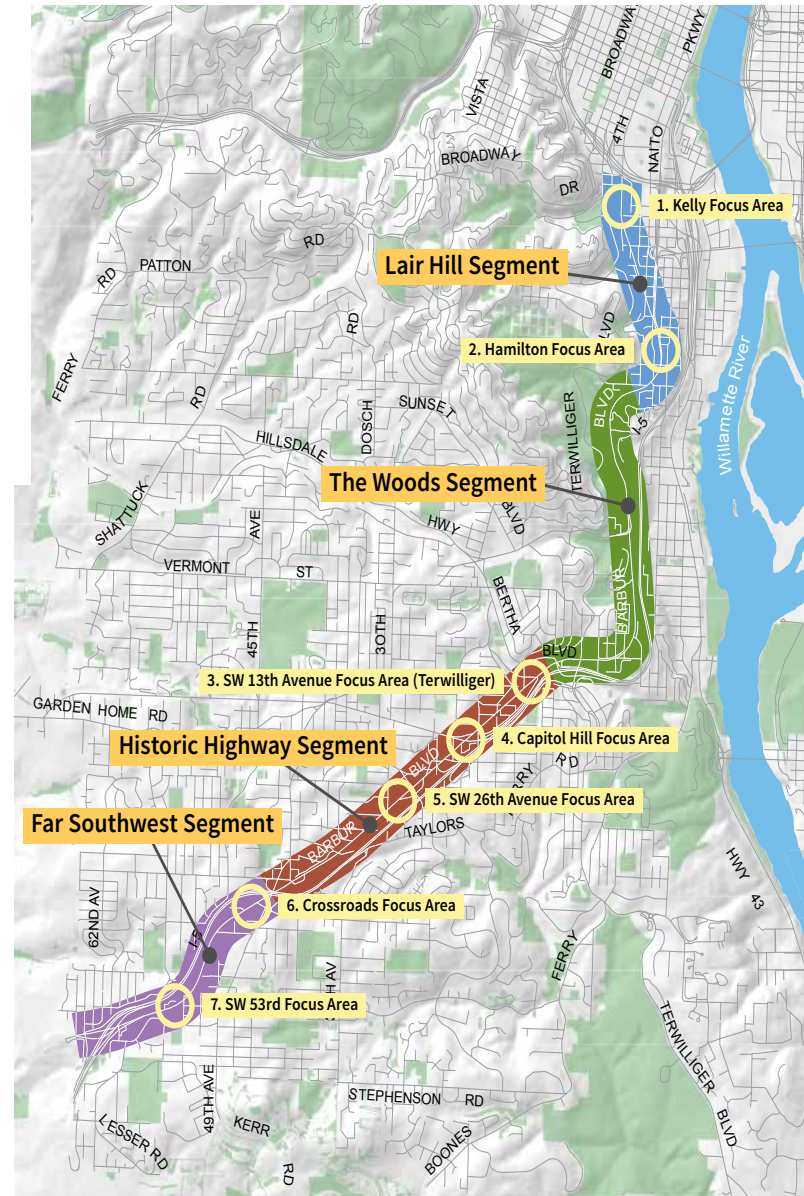 BROADWAY
PKWY
VISTA
4TH
NAITO
BROADWAY
DR
1. Kelly Focus Area
RD
PATTON
RD
Lair Hill Segment
RD
BLVD
2. Hamilton Focus Area
FERRY
Willamette River
RD
SUNSET
TERWILLIGER
BLVD
I-5
DOSCH
HILLSDALE
The Woods Segment
SHATTUCK
AVE
HWY
BLVD
VERMONT
ST
BERTHA
BARBUR
45TH
30TH
BLVD
3. SW 13th Avenue Focus Area (Terwilliger)
GARDEN HOME RD
4. Capitol Hill Focus Area
Historic Highway Segment
BLVD
RD
FERRY
5. SW 26th Avenue Focus Area
Far Southwest Segment
BARBUR
TAYLORS
HWY 43
62ND AV
6. Crossroads Focus Area
I-5
FERRY
AV
7. SW 53rd Focus Area
TERWILLIGER
BLVD
49TH AVE
STEPHENSON RD
LESSER RD
KERR
RD
BOONES